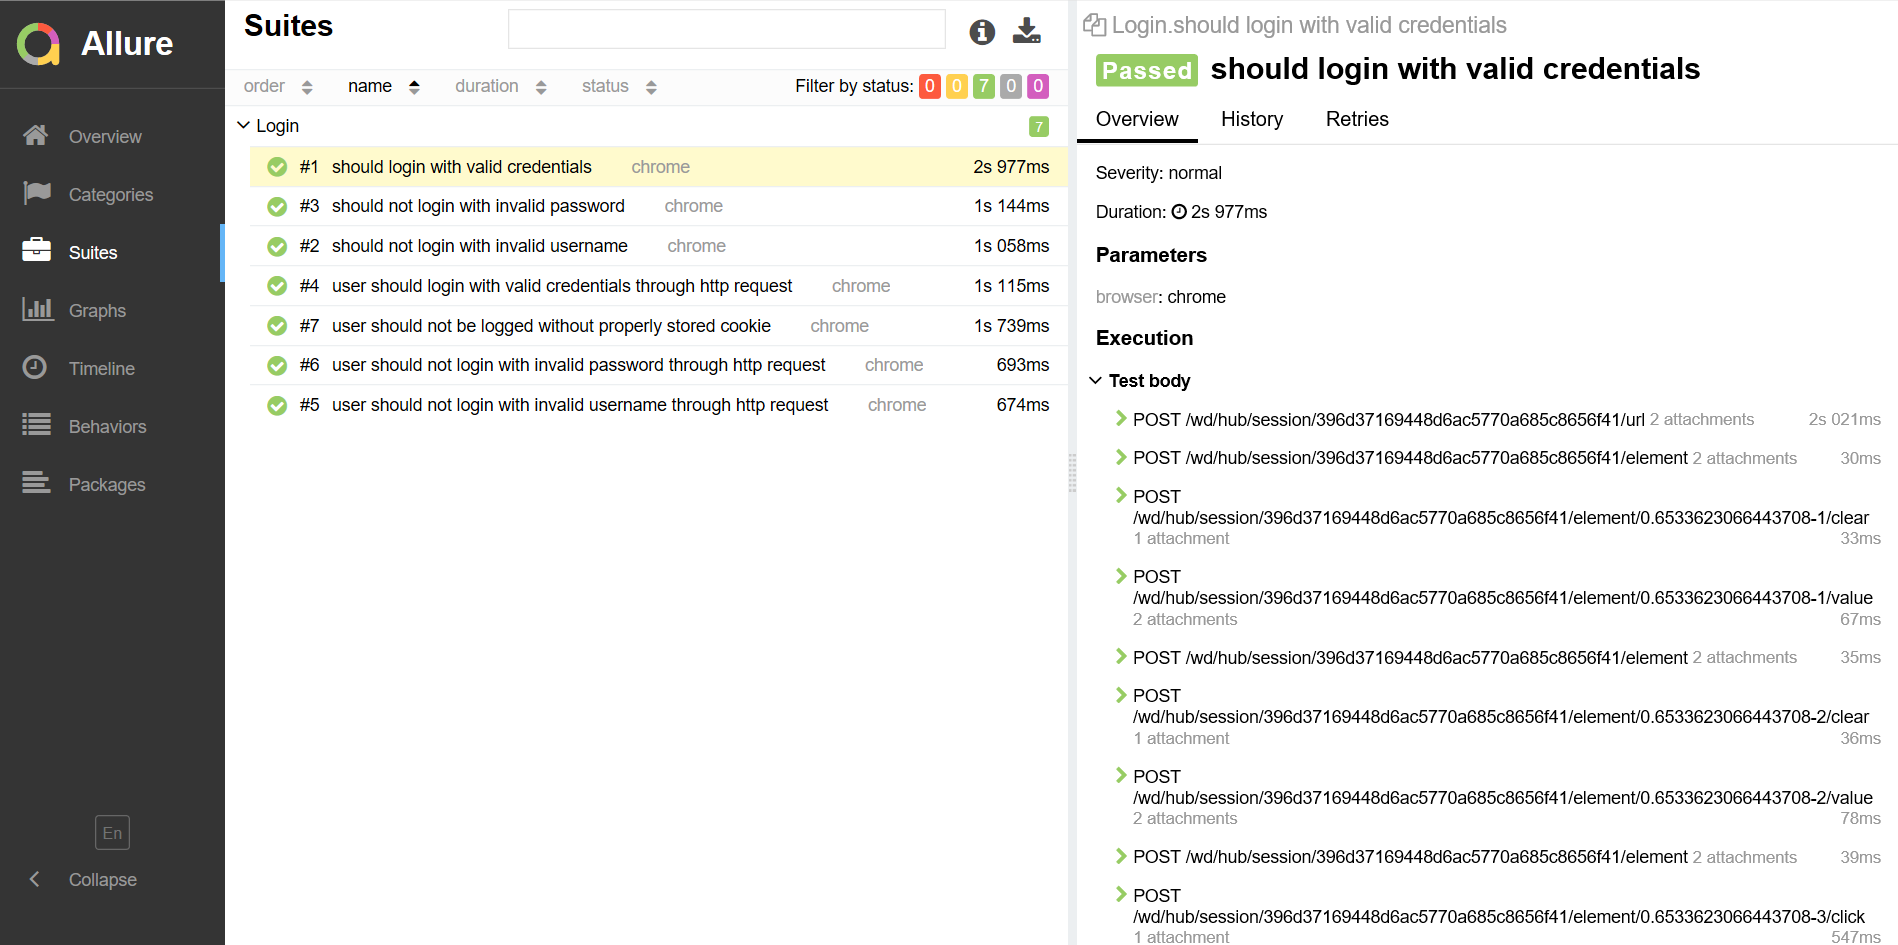 Allure
Overview
Categories
Suites
Graphs
Timeline
Behaviors
Packages
En
Collapse
Suites
order name duration status Filter by status: 0 0 7 0 0
Login 7
#1 should login with valid credentials chrome 2s 977ms
#3 should not login with invalid password chrome 1s 144ms
#2 should not login with invalid username chrome 1s 058ms
#4 user should login with valid credentials through http request chrome 1s 115ms
#7 user should not be logged without properly stored cookie chrome 1s 739ms
#6 user should not login with invalid password through http request chrome 693ms
#5 user should not login with invalid username through http request chrome 674ms
Login.should login with valid credentials
Passed should login with valid credentials
Overview History Retries
Severity: normal
Duration: 2s 977ms
Parameters
browser: chrome
Execution
Test body
POST /wd/hub/session/396d37169448d6ac5770a685c8656f41/url 2 attachments 2s 021ms
POST /wd/hub/session/396d37169448d6ac5770a685c8656f41/element 2 attachments 30ms
POST
/wd/hub/session/396d37169448d6ac5770a685c8656f41/element/0.6533623066443708-1/clear
1 attachment 33ms
POST
/wd/hub/session/396d37169448d6ac5770a685c8656f41/element/0.6533623066443708-1/value
2 attachments 67ms
POST /wd/hub/session/396d37169448d6ac5770a685c8656f41/element 2 attachments 35ms
POST
/wd/hub/session/396d37169448d6ac5770a685c8656f41/element/0.6533623066443708-2/clear
1 attachment 36ms
POST
/wd/hub/session/396d37169448d6ac5770a685c8656f41/element/0.6533623066443708-2/value
2 attachments 78ms
POST /wd/hub/session/396d37169448d6ac5770a685c8656f41/element 2 attachments 39ms
POST
/wd/hub/session/396d37169448d6ac5770a685c8656f41/element/0.6533623066443708-3/click
1 attachment 547ms